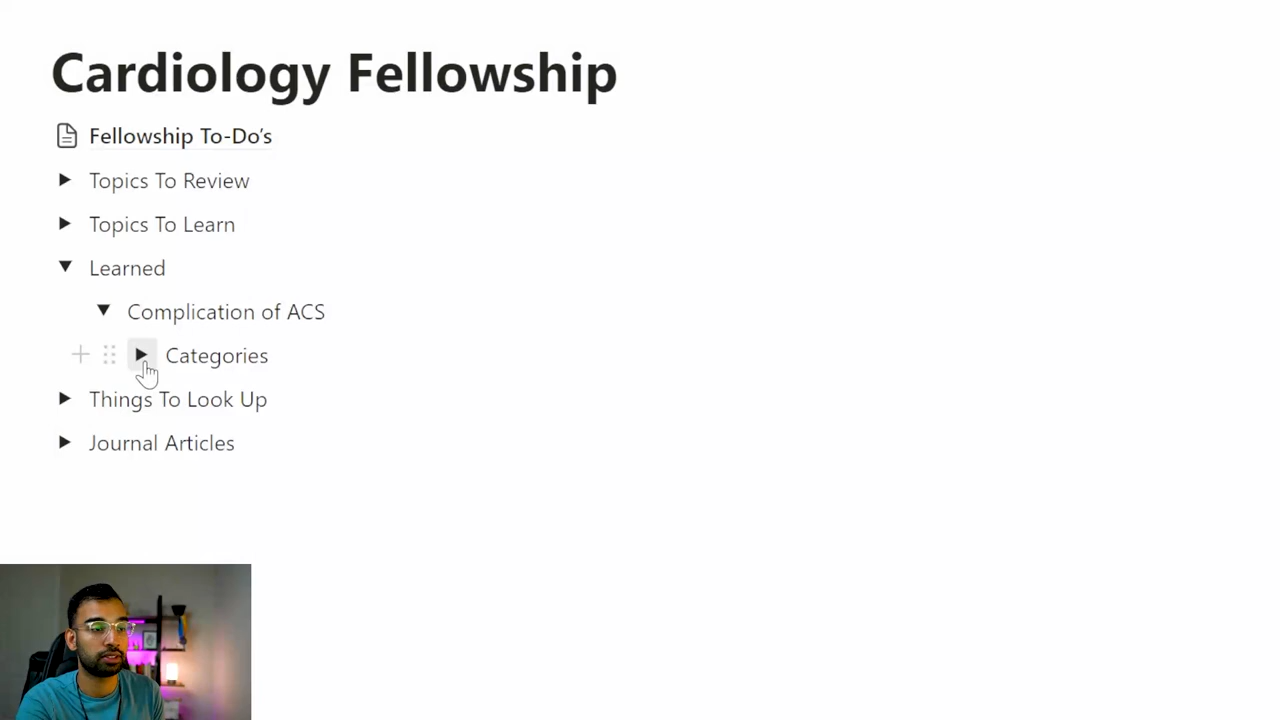 Cardiology Fellowship
Fellowship To-Do's
Topics To Review
Topics To Learn
Learned
Complication of ACS
Categories
Things To Look Up
Journal Articles